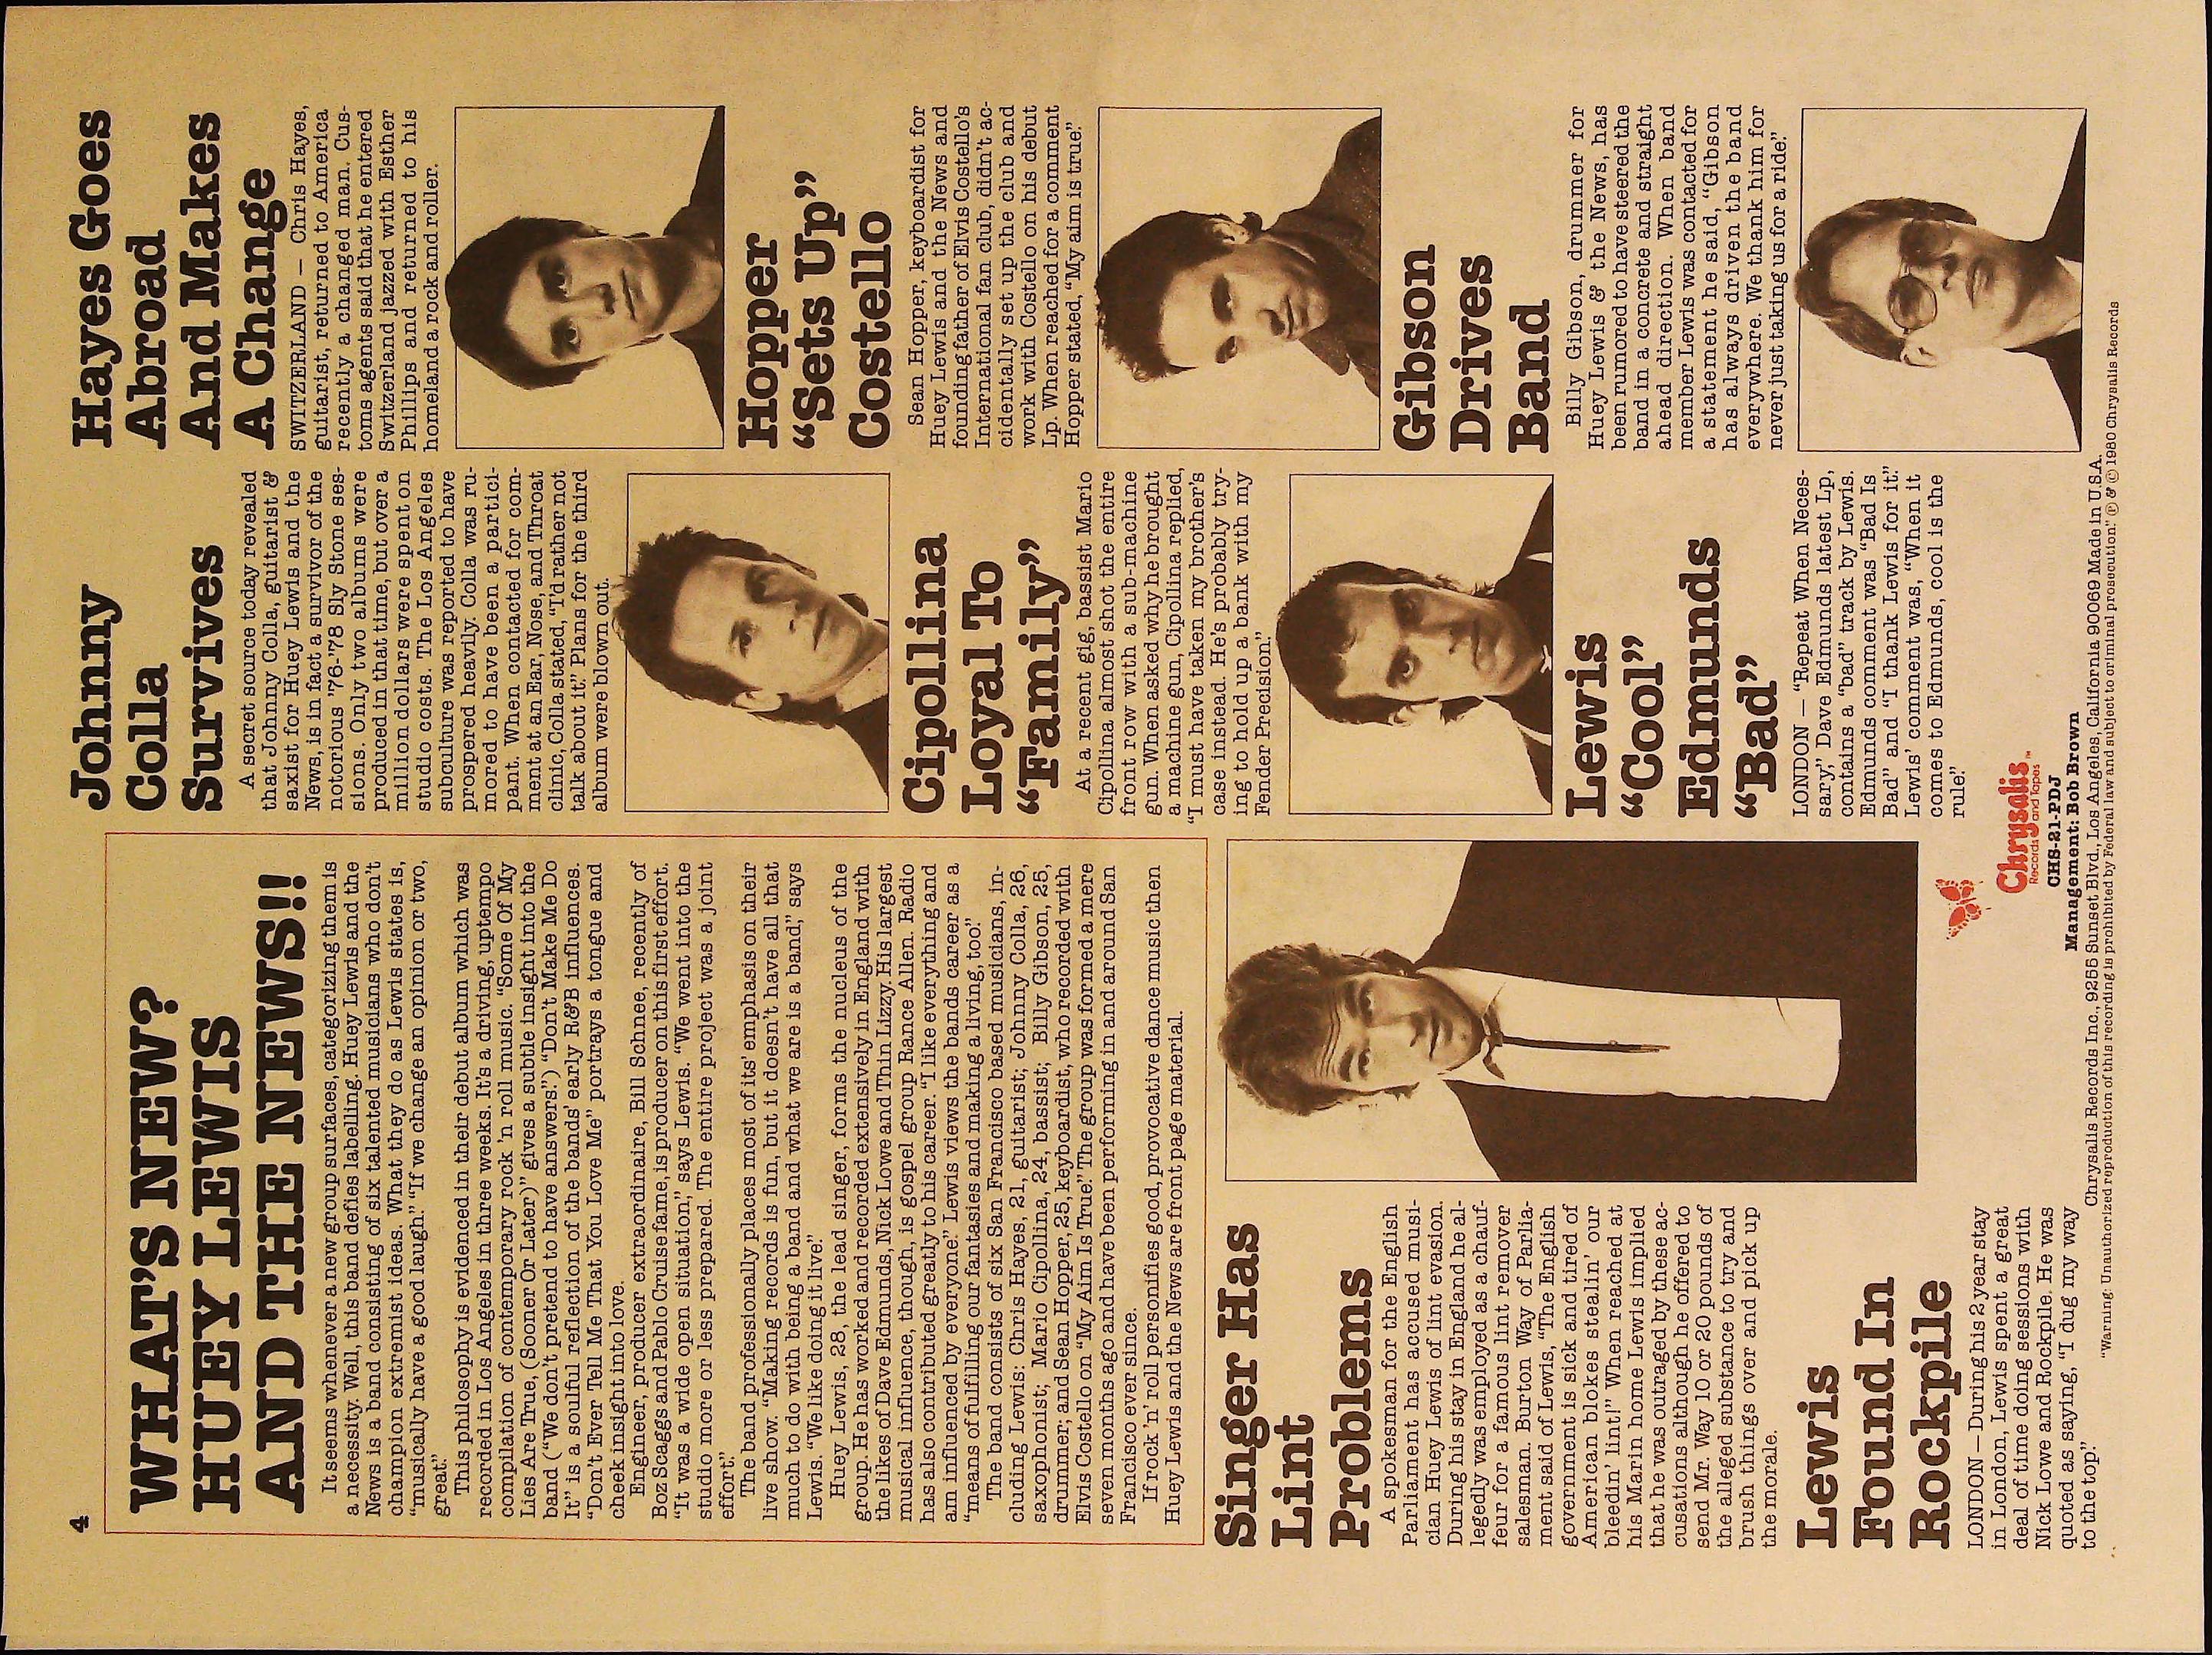 4
WHAT'S NEW?
HUEY LEWIS
AND THE NEWS!!
It seems whenever a new group surfaces, categorizing them is
a necessity. Well, this band defies labelling. Huey Lewis and the
News is a band consisting of six talented musicians who don't
champion extremist ideas. What they do as Lewis states is,
"musically have a good laugh." "If we change an opinion or two,
great."
This philosophy is evidenced in their debut album which was
recorded in Los Angeles in three weeks. It's a driving, uptempo
compilation of contemporary rock 'n roll music. "Some Of My
Lies Are True, (Sooner Or Later)" gives a subtle insight into the
band ("We don't pretend to have answers.") "Don't Make Me Do
It" is a soulful reflection of the bands' early R&B influences.
"Don't Ever Tell Me That You Love Me" portrays a tongue and
cheek insight into love.
Engineer, producer extraordinaire, Bill Schnee, recently of
Boz Scaggs and Pablo Cruise fame, is producer on this first effort.
"It was a wide open situation," says Lewis. "We went into the
studio more or less prepared. The entire project was a joint
effort."
The band professionally places most of its' emphasis on their
live show. "Making records is fun, but it doesn't have all that
much to do with being a band and what we are is a band," says
Lewis. "We like doing it live."
Huey Lewis, 28, the lead singer, forms the nucleus of the
group. He has worked and recorded extensively in England with
the likes of Dave Edmunds, Nick Lowe and Thin Lizzy. His largest
musical influence, though, is gospel group Rance Allen. Radio
has also contributed greatly to his career. "I like everything and
am influenced by everyone." Lewis views the bands career as a
"means of fulfilling our fantasies and making a living, too."
The band consists of six San Francisco based musicians, in-
cluding Lewis: Chris Hayes, 21, guitarist; Johnny Colla, 26,
saxophomist; Mario Cipollina, 24, bassist; Billy Gibson, 25,
drummer; and Sean Hopper, 25, keyboardist, who recorded with
Elvis Costello on "My Aim Is True." The group was formed a mere
seven months ago and have been performing in and around San
Francisco ever since.
If rock 'n' roll personifies good, provocative dance music then
Huey Lewis and the News are front page material.
Singer Has
Lint
Problems
A spokesman for the English
Parliament has accused musi-
cian Huey Lewis of lint evasion.
During his stay in England he al-
legedly was employed as a chauf-
feur for a famous lint remover
salesman. Burton Way of Parlia-
ment said of Lewis, "The English
government is sick and tired of
American blokes stealin' our
bleedin' lint!" When reached at
his Marin home Lewis implied
that he was outraged by these ac-
cusations although he offered to
send Mr. Way 10 or 20 pounds of
the alleged substance to try and
brush things over and pick up
the morale.
Lewis
Found In
Rockpile
LONDON — During his 2 year stay
in London, Lewis spent a great
deal of time doing sessions with
Nick Lowe and Rockpile. He was
quoted as saying, "I dug my way
to the top."
Johnny
Colla
Survives
A secret source today revealed
that Johnny Colla, guitarist &
saxist for Huey Lewis and the
News, is in fact a survivor of the
notorious '76-'78 Sly Stone ses-
sions. Only two albums were
produced in that time, but over a
million dollars were spent on
studio costs. The Los Angeles
subculture was reported to have
prospered heavily. Colla was ru-
mored to have been a partici-
pant. When contacted for com-
ment at an Ear, Nose, and Throat
clinic, Colla stated, "I'd rather not
talk about it." Plans for the third
album were blown out.
Cipollina
Loyal To
"Family"
At a recent gig, bassist Mario
Cipollina almost shot the entire
front row with a sub-machine
gun. When asked why he brought
a machine gun, Cipollina replied,
"I must have taken my brother's
case instead. He's probably try-
ing to hold up a bank with my
Fender Precision."
Lewis
"Cool"
Edmunds
"Bad"
LONDON — "Repeat When Neces-
sary," Dave Edmunds latest Lp,
contains a "bad" track by Lewis.
Edmunds comment was "Bad Is
Bad" and "I thank Lewis for it."
Lewis' comment was, "When it
comes to Edmunds, cool is the
rule."
Hayes Goes
Abroad
And Makes
A Change
SWITZERLAND — Chris Hayes,
guitarist, returned to America
recently a changed man. Cus-
toms agents said that he entered
Switzerland jazzed with Esther
Phillips and returned to his
homeland a rock and roller.
Hopper
"Sets Up"
Costello
Sean Hopper, keyboardist for
Huey Lewis and the News and
founding father of Elvis Costello's
International fan club, didn't ac-
cidentally set up the club and
work with Costello on his debut
Lp. When reached for a comment
Hopper stated, "My aim is true."
Gibson
Drives
Band
Billy Gibson, drummer for
Huey Lewis & the News, has
been rumored to have steered the
band in a concrete and straight
ahead direction. When band
member Lewis was contacted for
a statement he said, "Gibson
has always driven the band
everywhere. We thank him for
never just taking us for a ride."
Chrysalis™
Records and Tapes
CHS-21-PDJ
Management: Bob Brown
Chrysalis Records Inc., 9255 Sunset Blvd., Los Angeles, California 90069 Made in U.S.A.
"Warning: Unauthorized reproduction of this recording is prohibited by Federal law and subject to criminal prosecution." ℗ & © 1980 Chrysalis Records